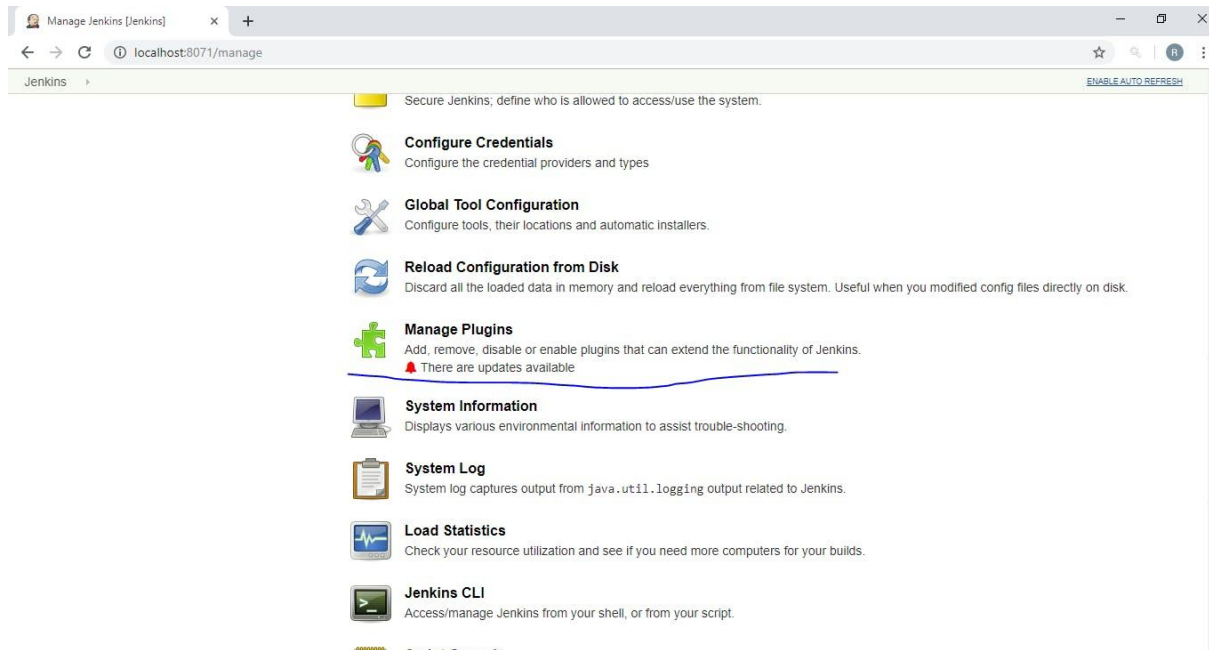 Manage Jenkins [Jenkins]
localhost:8071/manage
R
Jenkins
ENABLE AUTO REFRESH
Secure Jenkins; define who is allowed to access/use the system.
Configure Credentials
Configure the credential providers and types
Global Tool Configuration
Configure tools, their locations and automatic installers.
Reload Configuration from Disk
Discard all the loaded data in memory and reload everything from file system. Useful when you modified config files directly on disk.
Manage Plugins
Add, remove, disable or enable plugins that can extend the functionality of Jenkins.
There are updates available
System Information
Displays various environmental information to assist trouble-shooting.
System Log
System log captures output from java.util.logging output related to Jenkins.
Load Statistics
Check your resource utilization and see if you need more computers for your builds.
Jenkins CLI
Access/manage Jenkins from your shell, or from your script.